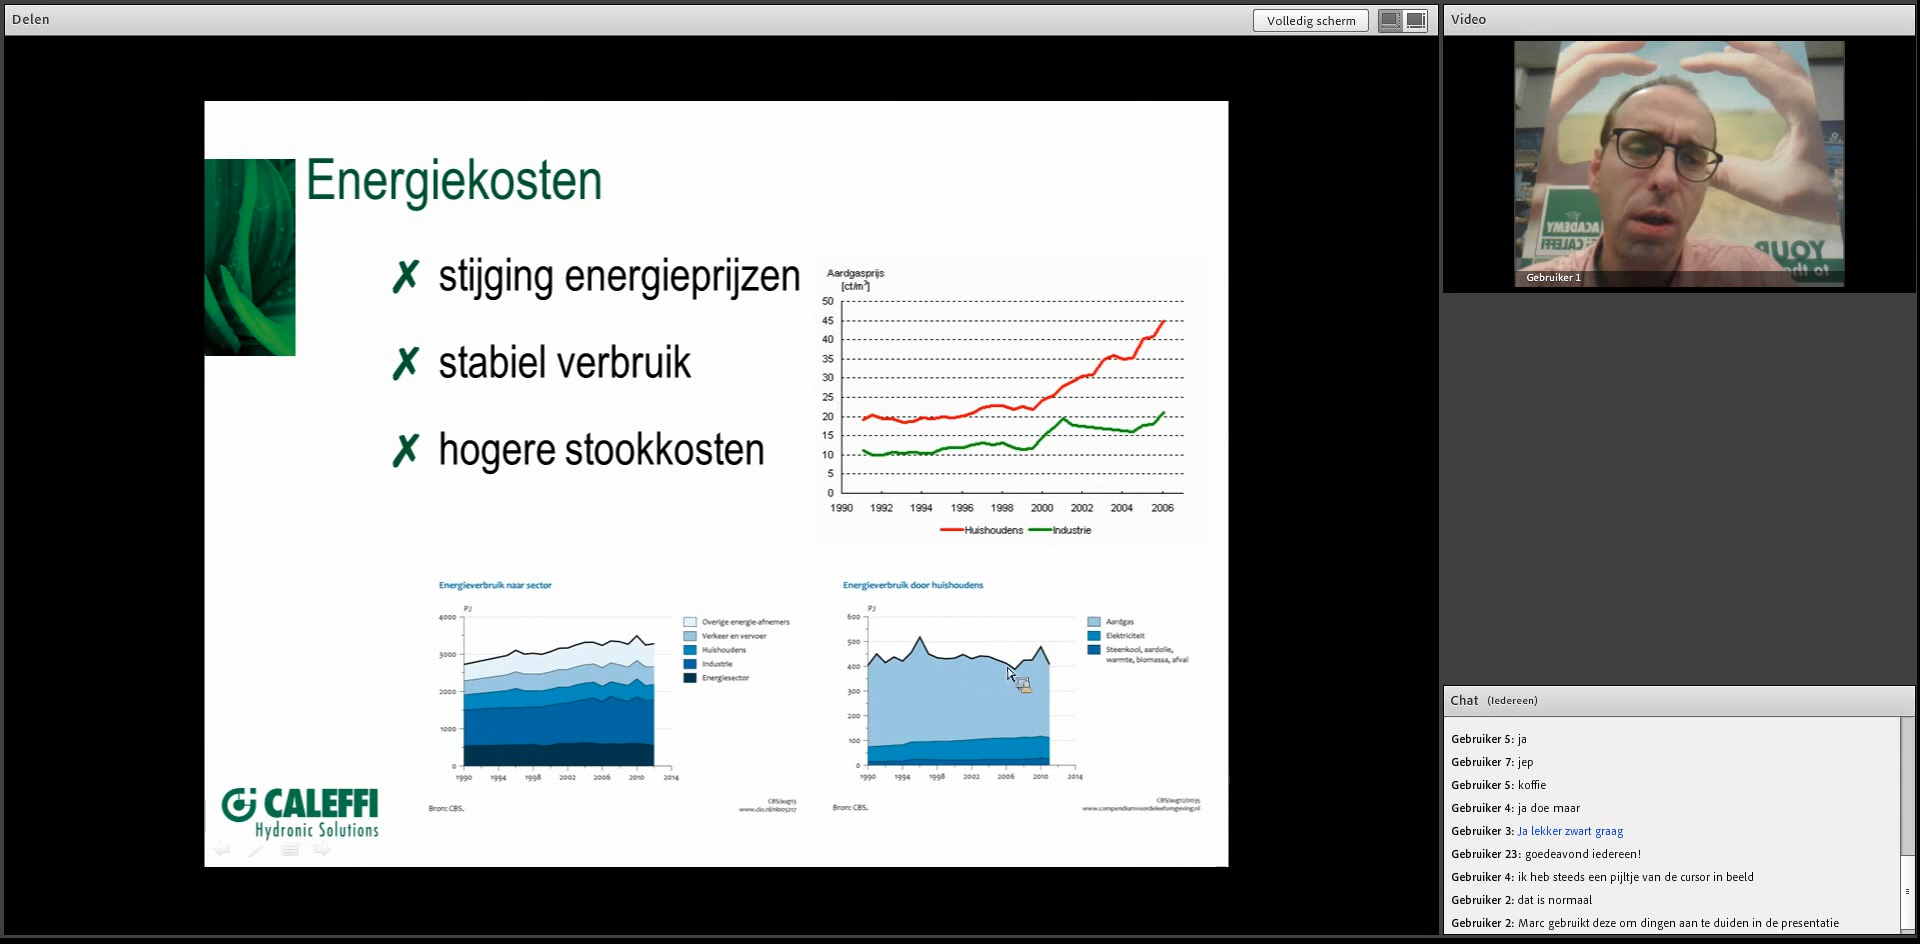 Delen
Volledig scherm
Energiekosten
✗ stijging energieprijzen
✗ stabiel verbruik
✗ hogere stookkosten
Aardgasprijs
[ct/m³]
50
45
40
35
30
25
20
15
10
5
0
1990 1992 1994 1996 1998 2000 2002 2004 2006
Huishoudens Industrie
Energieverbruik naar sector
PJ
4000
3000
2000
1000
0
1990 1994 1998 2002 2006 2010 2014
Overige energie-afnemers
Verkeer en vervoer
Huishoudens
Industrie
Energiesector
Bron: CBS.
CBS/aug13
Energieverbruik door huishoudens
PJ
600
500
400
300
200
100
0
1990 1994 1998 2002 2006 2010 2014
Aardgas
Elektriciteit
Steenkool, aardolie,
warmte, biomassa, afval
Bron: CBS.
CBS/aug12/0035
www.compendiumvoordeleefomgeving.nl
CALEFFI
Hydronic Solutions
Video
ACADEMY
CALEFFI
YOUR
to th
Gebruiker 1
Chat (Iedereen)
Gebruiker 5: ja
Gebruiker 7: jep
Gebruiker 5: koffie
Gebruiker 4: ja doe maar
Gebruiker 3: Ja lekker zwart graag
Gebruiker 23: goedeavond iedereen!
Gebruiker 4: ik heb steeds een pijltje van de cursor in beeld
Gebruiker 2: dat is normaal
Gebruiker 2: Marc gebruikt deze om dingen aan te duiden in de presentatie